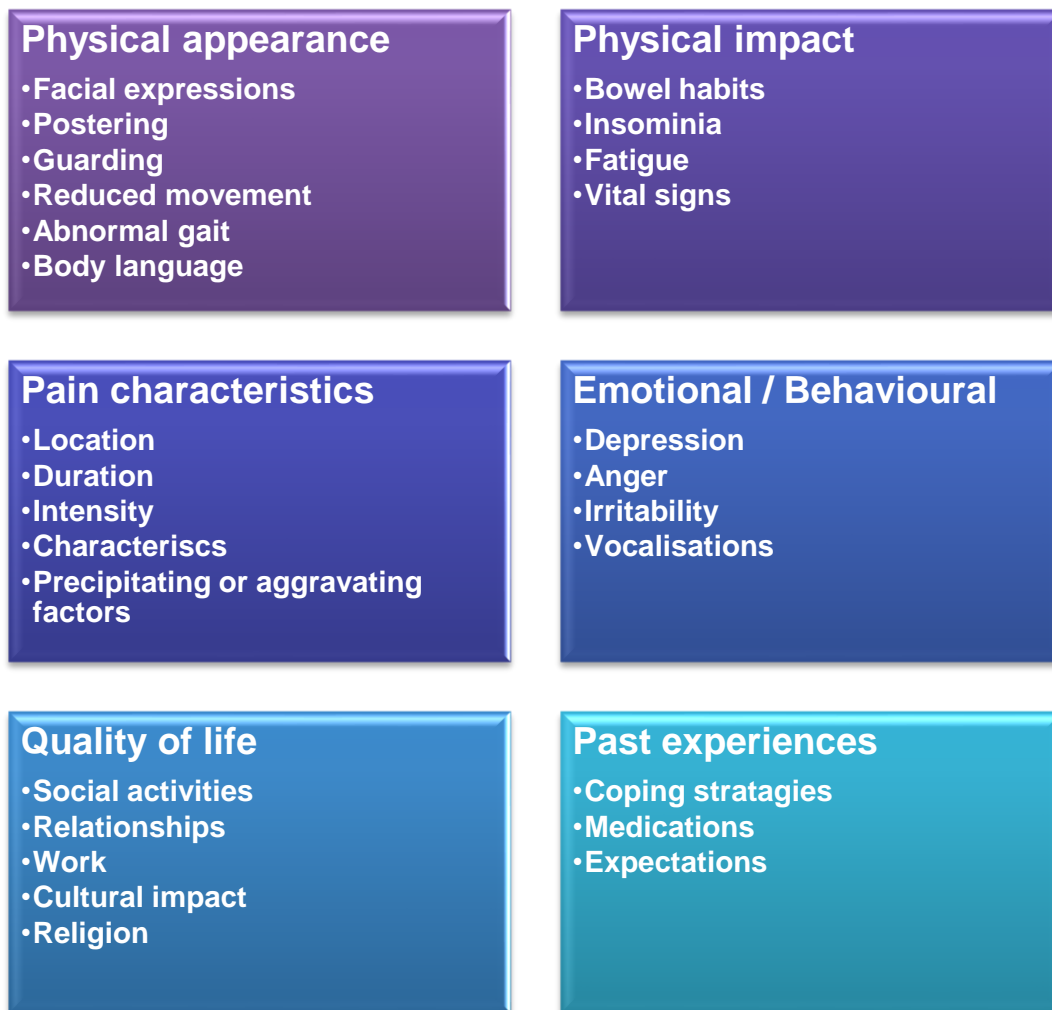 Physical appearance
•Facial expressions
•Postering
•Guarding
•Reduced movement
•Abnormal gait
•Body language
Physical impact
•Bowel habits
•Insominia
•Fatigue
•Vital signs
Pain characteristics
•Location
•Duration
•Intensity
•Characteriscs
•Precipitating or aggravating
factors
Emotional / Behavioural
•Depression
•Anger
•Irritability
•Vocalisations
Quality of life
•Social activities
•Relationships
•Work
•Cultural impact
•Religion
Past experiences
•Coping stratagies
•Medications
•Expectations